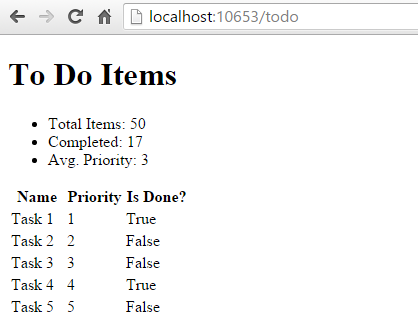 localhost:10653/todo
To Do Items
Total Items: 50
Completed: 17
Avg. Priority: 3
Name Priority Is Done?
Task 1 1 True
Task 2 2 False
Task 3 3 False
Task 4 4 True
Task 5 5 False